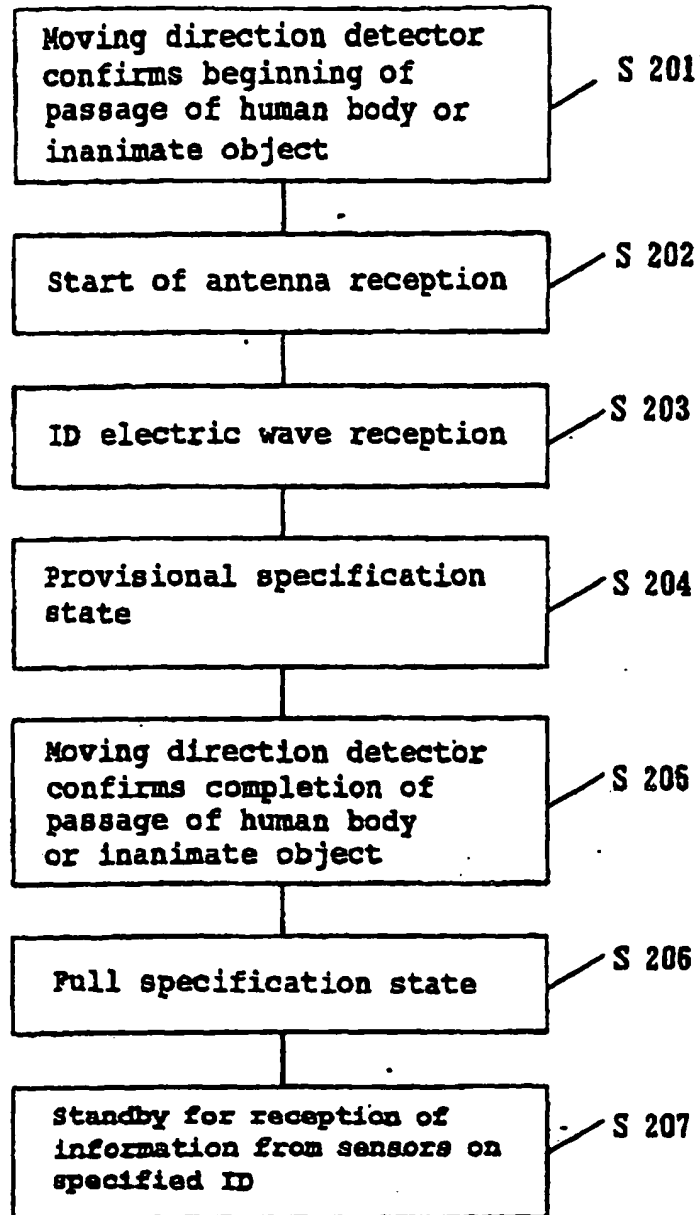 Moving direction detector
confirms beginning of
passage of human body or
inanimate object
S 201
Start of antenna reception
S 202
ID electric wave reception
S 203
Provisional specification
state
S 204
Moving direction detector
confirms completion of
passage of human body
or inanimate object
S 205
Full specification state
S 206
Standby for reception of
information from sensors on
specified ID
S 207